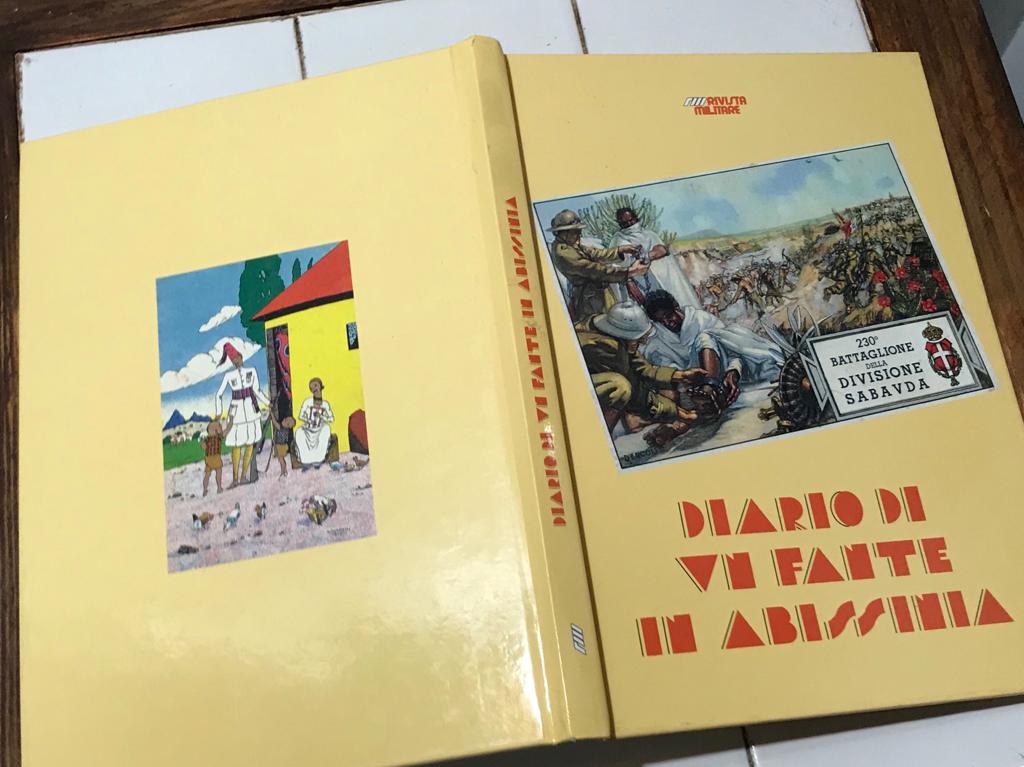 RIVISTA
MILITARE
230°
BATTAGLIONE
DELLA
DIVISIONE
SABAVDA
DIARIO DI
VN FANTE
IN ABISSINIA
DIARIO DI VN FANTE IN ABISSINIA